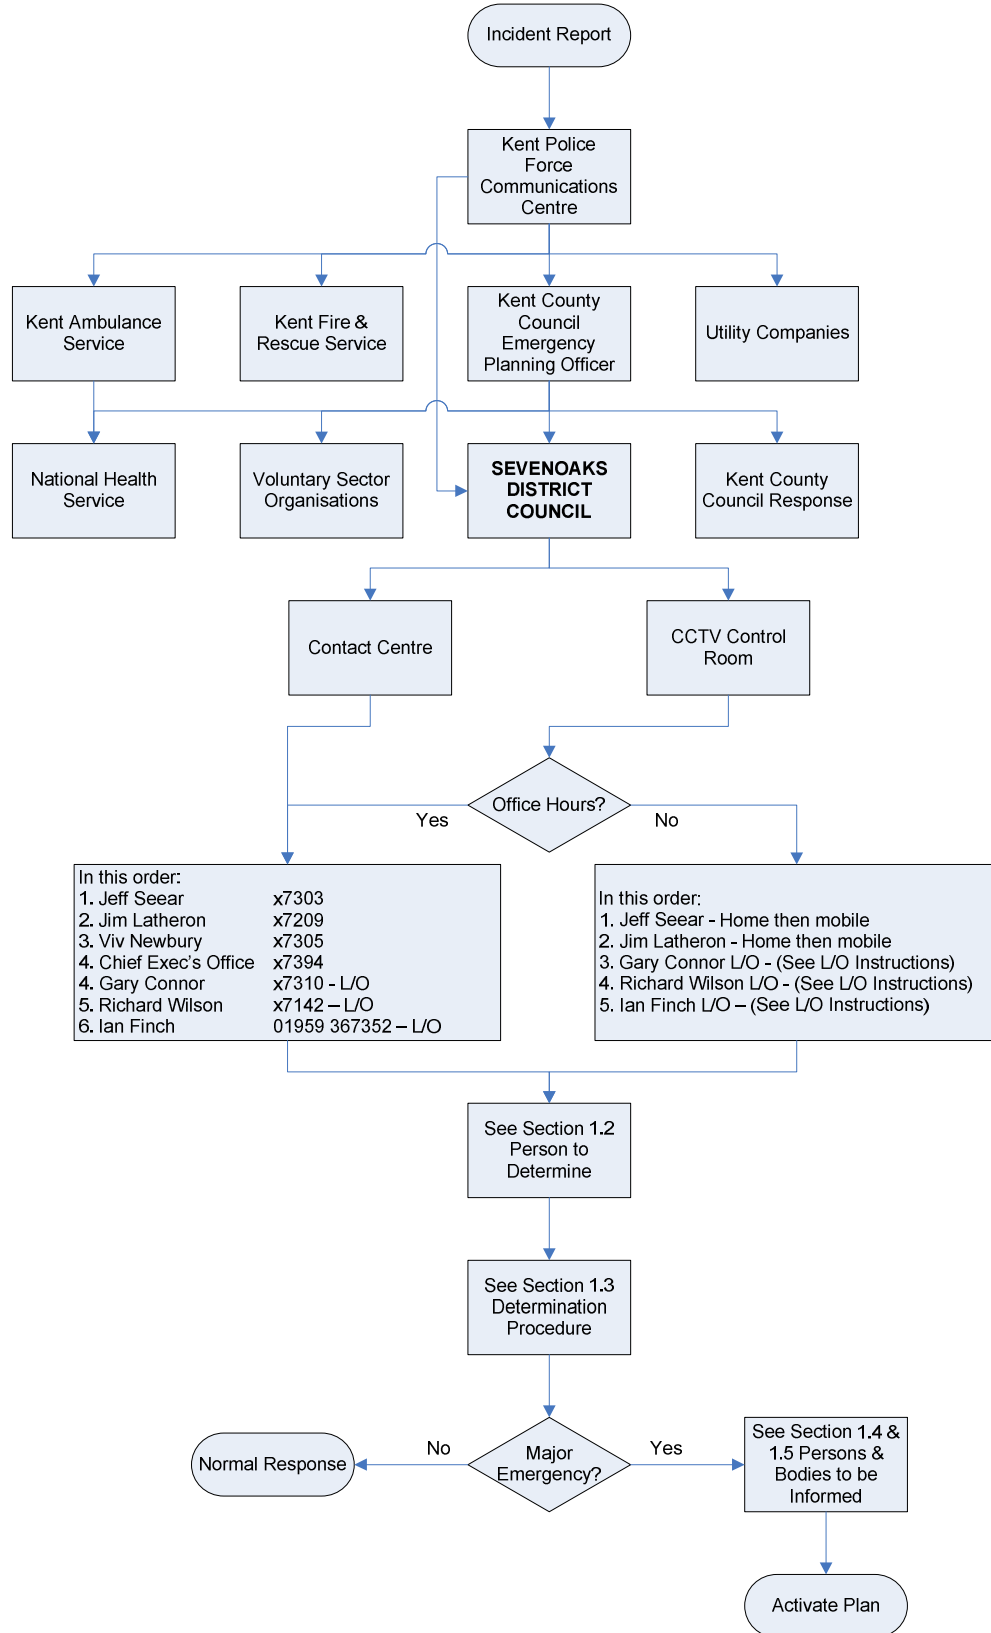 Incident Report
Kent Police
Force
Communications
Centre
Kent Ambulance
Service
Kent Fire &
Rescue Service
Kent County
Council
Emergency
Planning Officer
Utility Companies
National Health
Service
Voluntary Sector
Organisations
SEVENOAKS
DISTRICT
COUNCIL
Kent County
Council Response
Contact Centre
CCTV Control
Room
Office Hours?
Yes
No
In this order:
1. Jeff Seear x7303
2. Jim Latheron x7209
3. Viv Newbury x7305
4. Chief Exec's Office x7394
4. Gary Connor x7310 - L/O
5. Richard Wilson x7142 – L/O
6. Ian Finch 01959 367352 – L/O
In this order:
1. Jeff Seear - Home then mobile
2. Jim Latheron - Home then mobile
3. Gary Connor L/O - (See L/O Instructions)
4. Richard Wilson L/O - (See L/O Instructions)
5. Ian Finch L/O – (See L/O Instructions)
See Section 1.2
Person to
Determine
See Section 1.3
Determination
Procedure
Major
Emergency?
No
Yes
Normal Response
See Section 1.4 &
1.5 Persons &
Bodies to be
Informed
Activate Plan